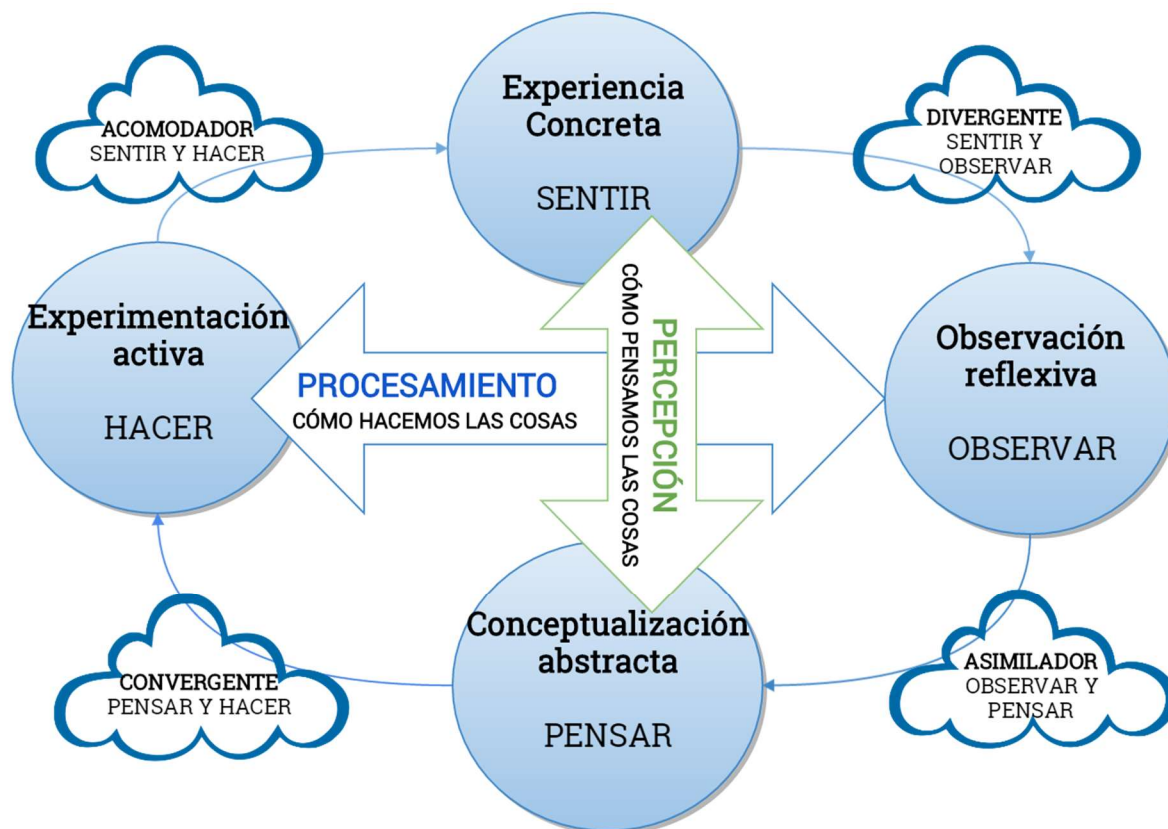 Experiencia
Concreta
SENTIR
ACOMODADOR
SENTIR Y HACER
DIVERGENTE
SENTIR Y
OBSERVAR
Experimentación
activa
HACER
PROCESAMIENTO
CÓMO HACEMOS LAS COSAS
PERCEPCIÓN
CÓMO PENSAMOS LAS COSAS
Observación
reflexiva
OBSERVAR
CONVERGENTE
PENSAR Y HACER
Conceptualización
abstracta
PENSAR
ASIMILADOR
OBSERVAR Y
PENSAR